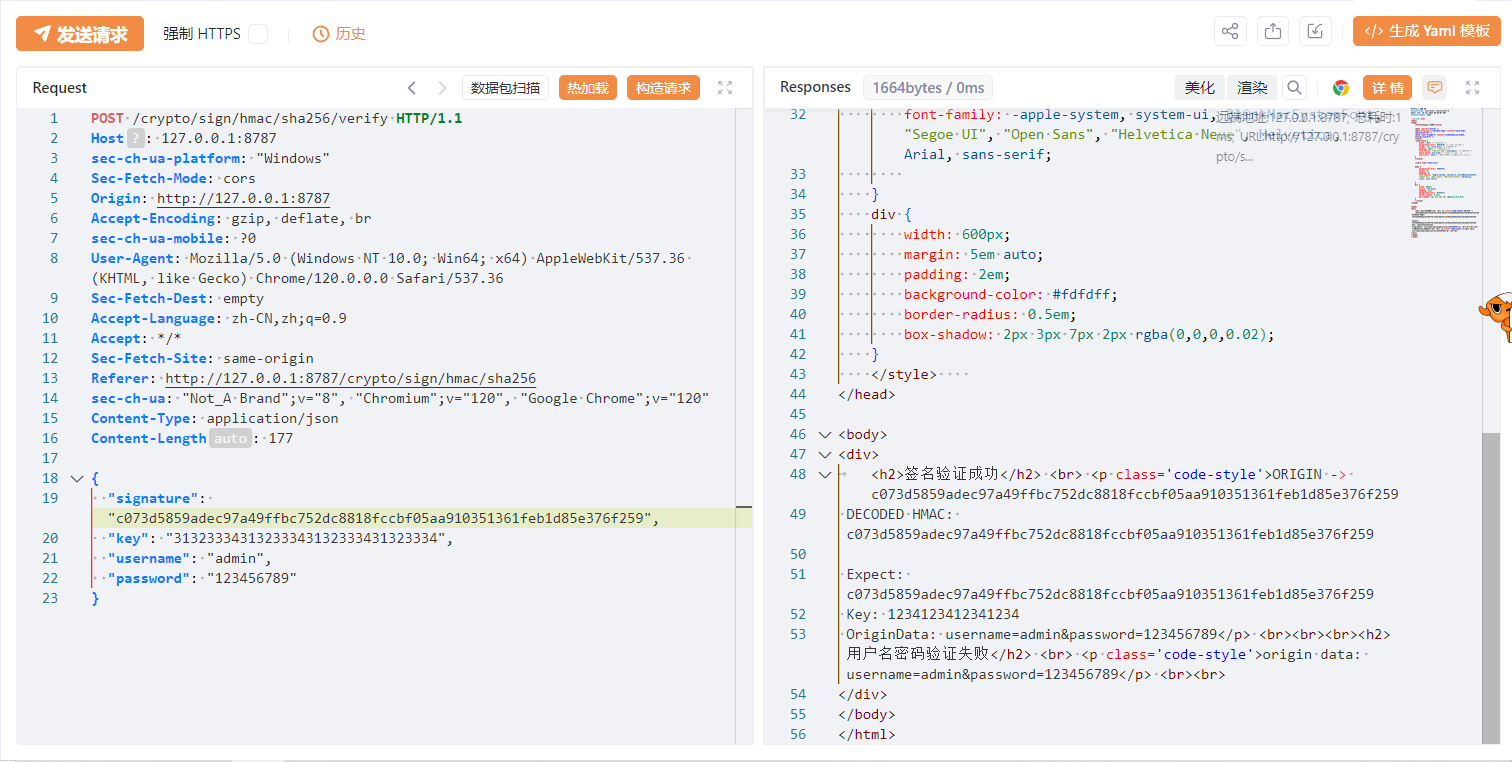 发送请求 强制 HTTPS 历史 </> 生成 Yaml 模板
Request 数据包扫描 热加载 构造请求
1 POST /crypto/sign/hmac/sha256/verify HTTP/1.1
2 Host ? : 127.0.0.1:8787
3 sec-ch-ua-platform: "Windows"
4 Sec-Fetch-Mode: cors
5 Origin: http://127.0.0.1:8787
6 Accept-Encoding: gzip, deflate, br
7 sec-ch-ua-mobile: ?0
8 User-Agent: Mozilla/5.0 (Windows NT 10.0; Win64; x64) AppleWebKit/537.36
(KHTML, like Gecko) Chrome/120.0.0.0 Safari/537.36
9 Sec-Fetch-Dest: empty
10 Accept-Language: zh-CN,zh;q=0.9
11 Accept: */*
12 Sec-Fetch-Site: same-origin
13 Referer: http://127.0.0.1:8787/crypto/sign/hmac/sha256
14 sec-ch-ua: "Not_A Brand";v="8", "Chromium";v="120", "Google Chrome";v="120"
15 Content-Type: application/json
16 Content-Length auto : 177
17
18 {
19 "signature":
"c073d5859adec97a49ffbc752dc8818fccbf05aa910351361feb1d85e376f259",
20 "key": "31323334313233343132333431323334",
21 "username": "admin",
22 "password": "123456789"
23 }
Responses 1664bytes / 0ms 美化 渲染 详 情
远端地址:127.0.0.1:8787; 总耗时:1
ms; URL:http://127.0.0.1:8787/cry
pto/s...
32 font-family: -apple-system, system-ui,
"Segoe UI", "Open Sans", "Helvetica
Arial, sans-serif;
33
34 }
35 div {
36 width: 600px;
37 margin: 5em auto;
38 padding: 2em;
39 background-color: #fdfdff;
40 border-radius: 0.5em;
41 box-shadow: 2px 3px 7px 2px rgba(0,0,0,0.02);
42 }
43 </style>
44 </head>
45
46 <body>
47 <div>
48 <h2>签名验证成功</h2> <br> <p class='code-style'>ORIGIN ->
c073d5859adec97a49ffbc752dc8818fccbf05aa910351361feb1d85e376f259
49 DECODED HMAC:
c073d5859adec97a49ffbc752dc8818fccbf05aa910351361feb1d85e376f259
50
51 Expect:
c073d5859adec97a49ffbc752dc8818fccbf05aa910351361feb1d85e376f259
52 Key: 1234123412341234
53 OriginData: username=admin&password=123456789</p> <br><br><br><h2>
用户名密码验证失败</h2> <br> <p class='code-style'>origin data:
username=admin&password=123456789</p> <br><br>
54 </div>
55 </body>
56 </html>